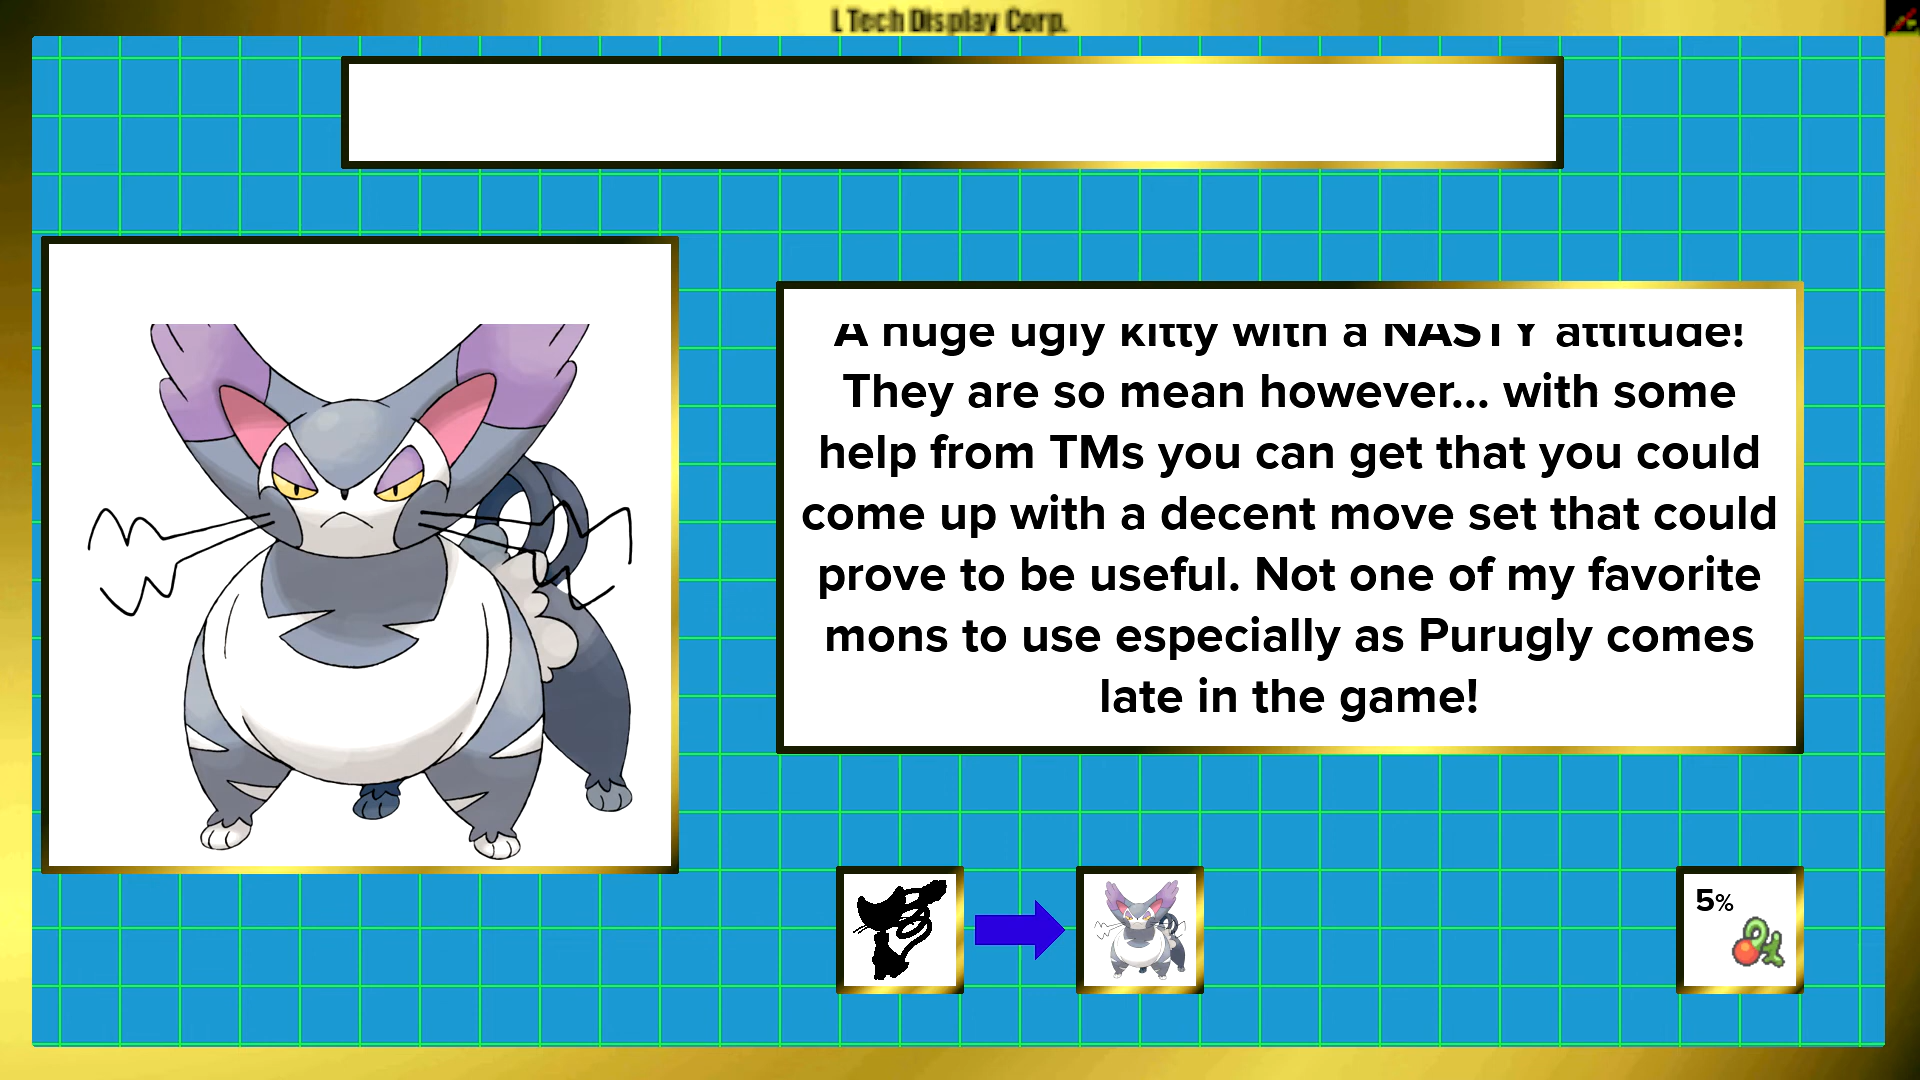 L Tech Display Corp.
A huge ugly kitty with a NASTY attitude!
They are so mean however... with some
help from TMs you can get that you could
come up with a decent move set that could
prove to be useful. Not one of my favorite
mons to use especially as Purugly comes
late in the game!
5%